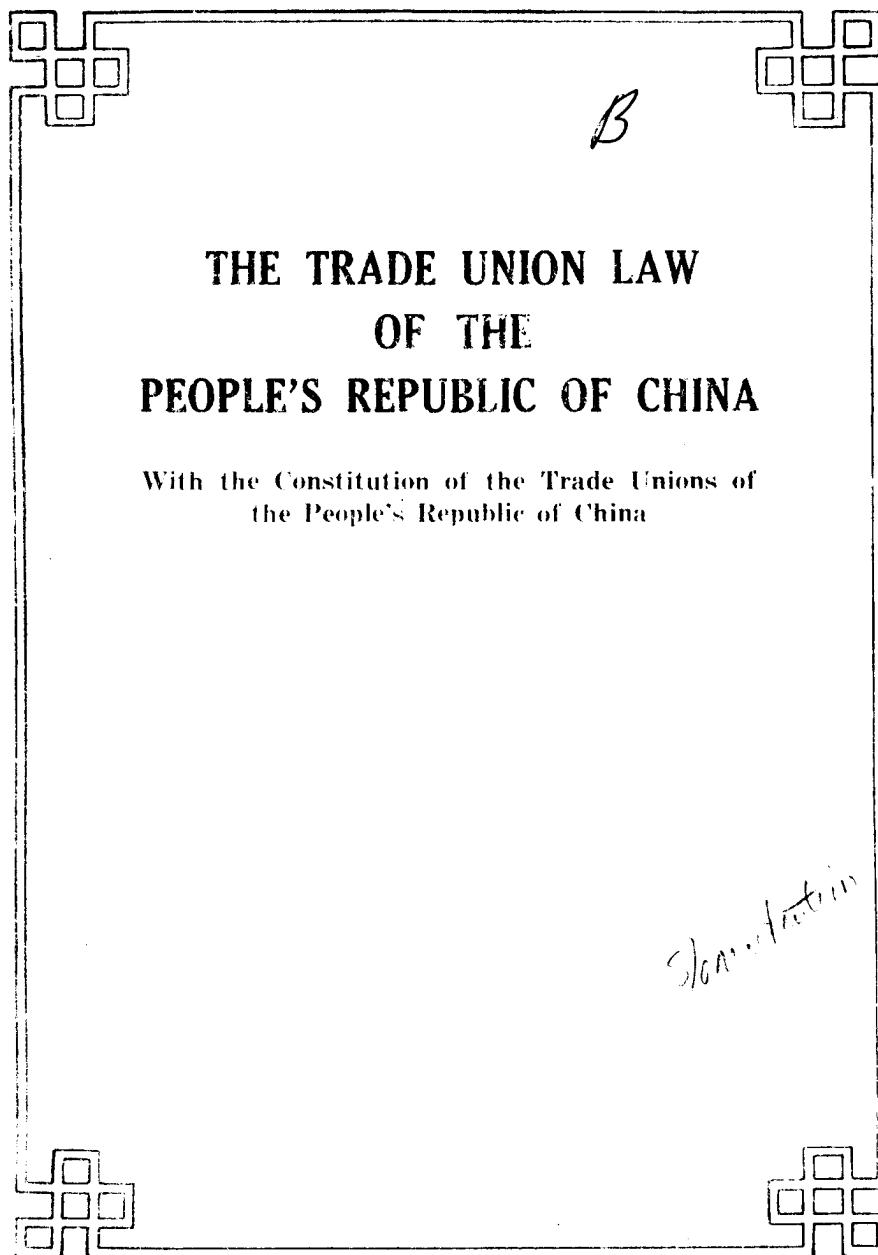 B
THE TRADE UNION LAW
OF THE
PEOPLE'S REPUBLIC OF CHINA
With the Constitution of the Trade Unions of
the People's Republic of China